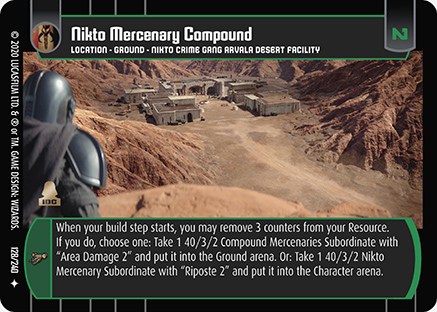 Nikto Mercenary Compound
N
LOCATION - GROUND - NIKTO CRIME GANG ARVALA DESERT FACILITY
© 2020 LUCASFILM LTD. & ® OR TM. GAME DESIGN: WIZARDS.
128/240
IDC
When your build step starts, you may remove 3 counters from your Resource.
If you do, choose one: Take 1 40/3/2 Compound Mercenaries Subordinate with
“Area Damage 2” and put it into the Ground arena. Or: Take 1 40/3/2 Nikto
Mercenary Subordinate with “Riposte 2” and put it into the Character arena.